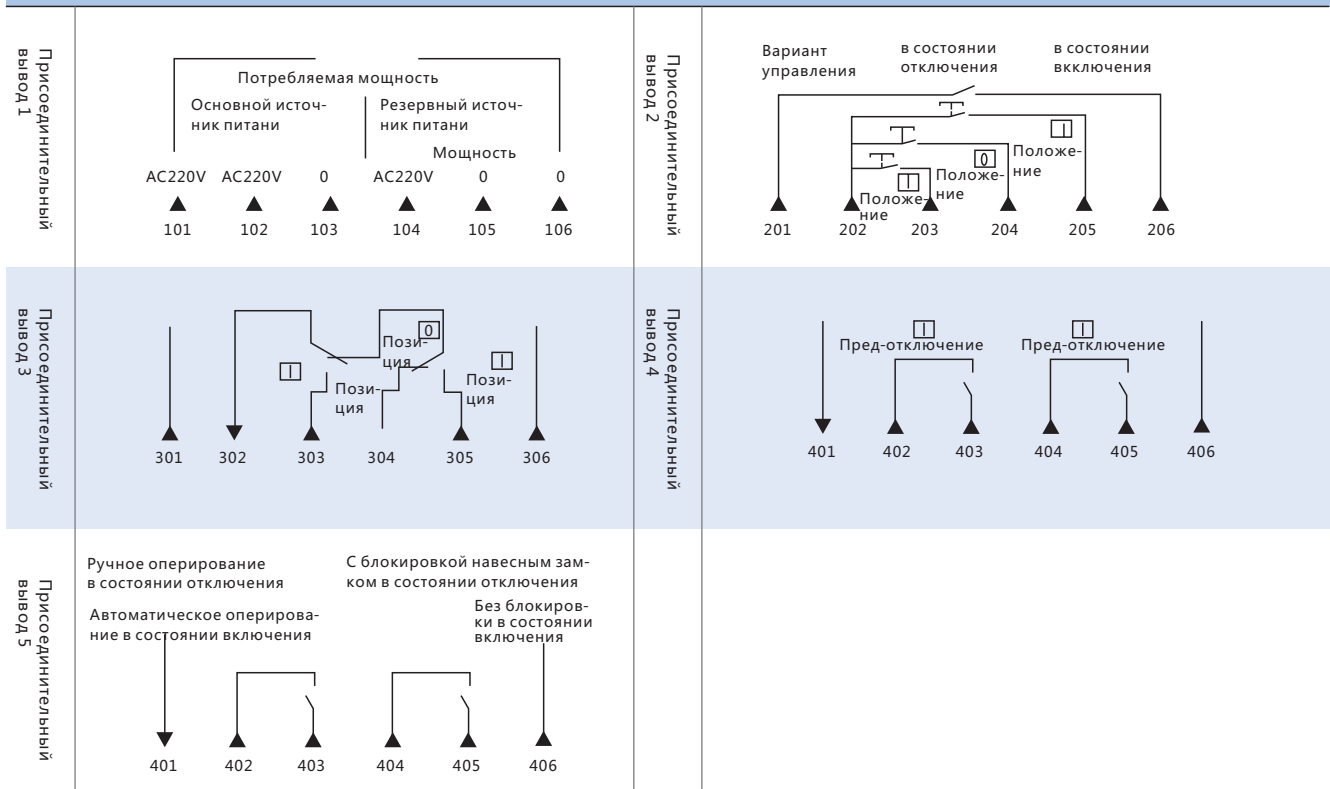 Присоединительный
вывод 1
Потребляемая мощность
Основной источ-
ник питани
Резервный источ-
ник питани
Мощность
AC220V AC220V 0 AC220V 0 0
101 102 103 104 105 106
Присоединительный
вывод 2
Вариант
управления
в состоянии
отключения
в состоянии
вкключения
Положе-
ние
0
Положе-
ние
Положе-
ние
201 202 203 204 205 206
Присоединительный
вывод 3
0
Пози-
ция
I
Пози-
ция
I
Пози-
ция
301 302 303 304 305 306
Присоединительный
вывод 4
I
Пред-отключение
I
Пред-отключение
401 402 403 404 405 406
Присоединительный
вывод 5
Ручное оперирование
в состоянии отключения
Автоматическое оперирова-
ние в состоянии включения
С блокировкой навесным зам-
ком в состоянии отключения
Без блокиров-
ки в состоянии
включения
401 402 403 404 405 406